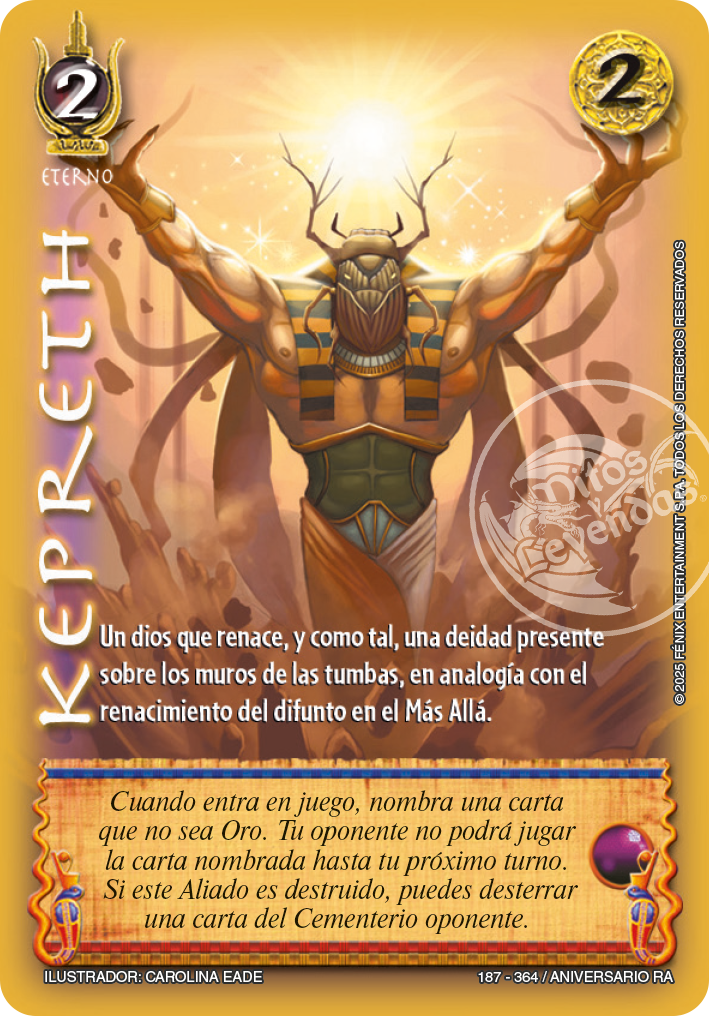 2
2
ETERNO
KEPRETH
Mitos
Leyendas
®
© 2025 FÉNIX ENTERTAINMENT S.P.A. TODOS LOS DERECHOS RESERVADOS
Un dios que renace, y como tal, una deidad presente
sobre los muros de las tumbas, en analogía con el
renacimiento del difunto en el Más Allá.
Cuando entra en juego, nombra una carta
que no sea Oro. Tu oponente no podrá jugar
la carta nombrada hasta tu próximo turno.
Si este Aliado es destruido, puedes desterrar
una carta del Cementerio oponente.
ILUSTRADOR: CAROLINA EADE
187 - 364 / ANIVERSARIO RA